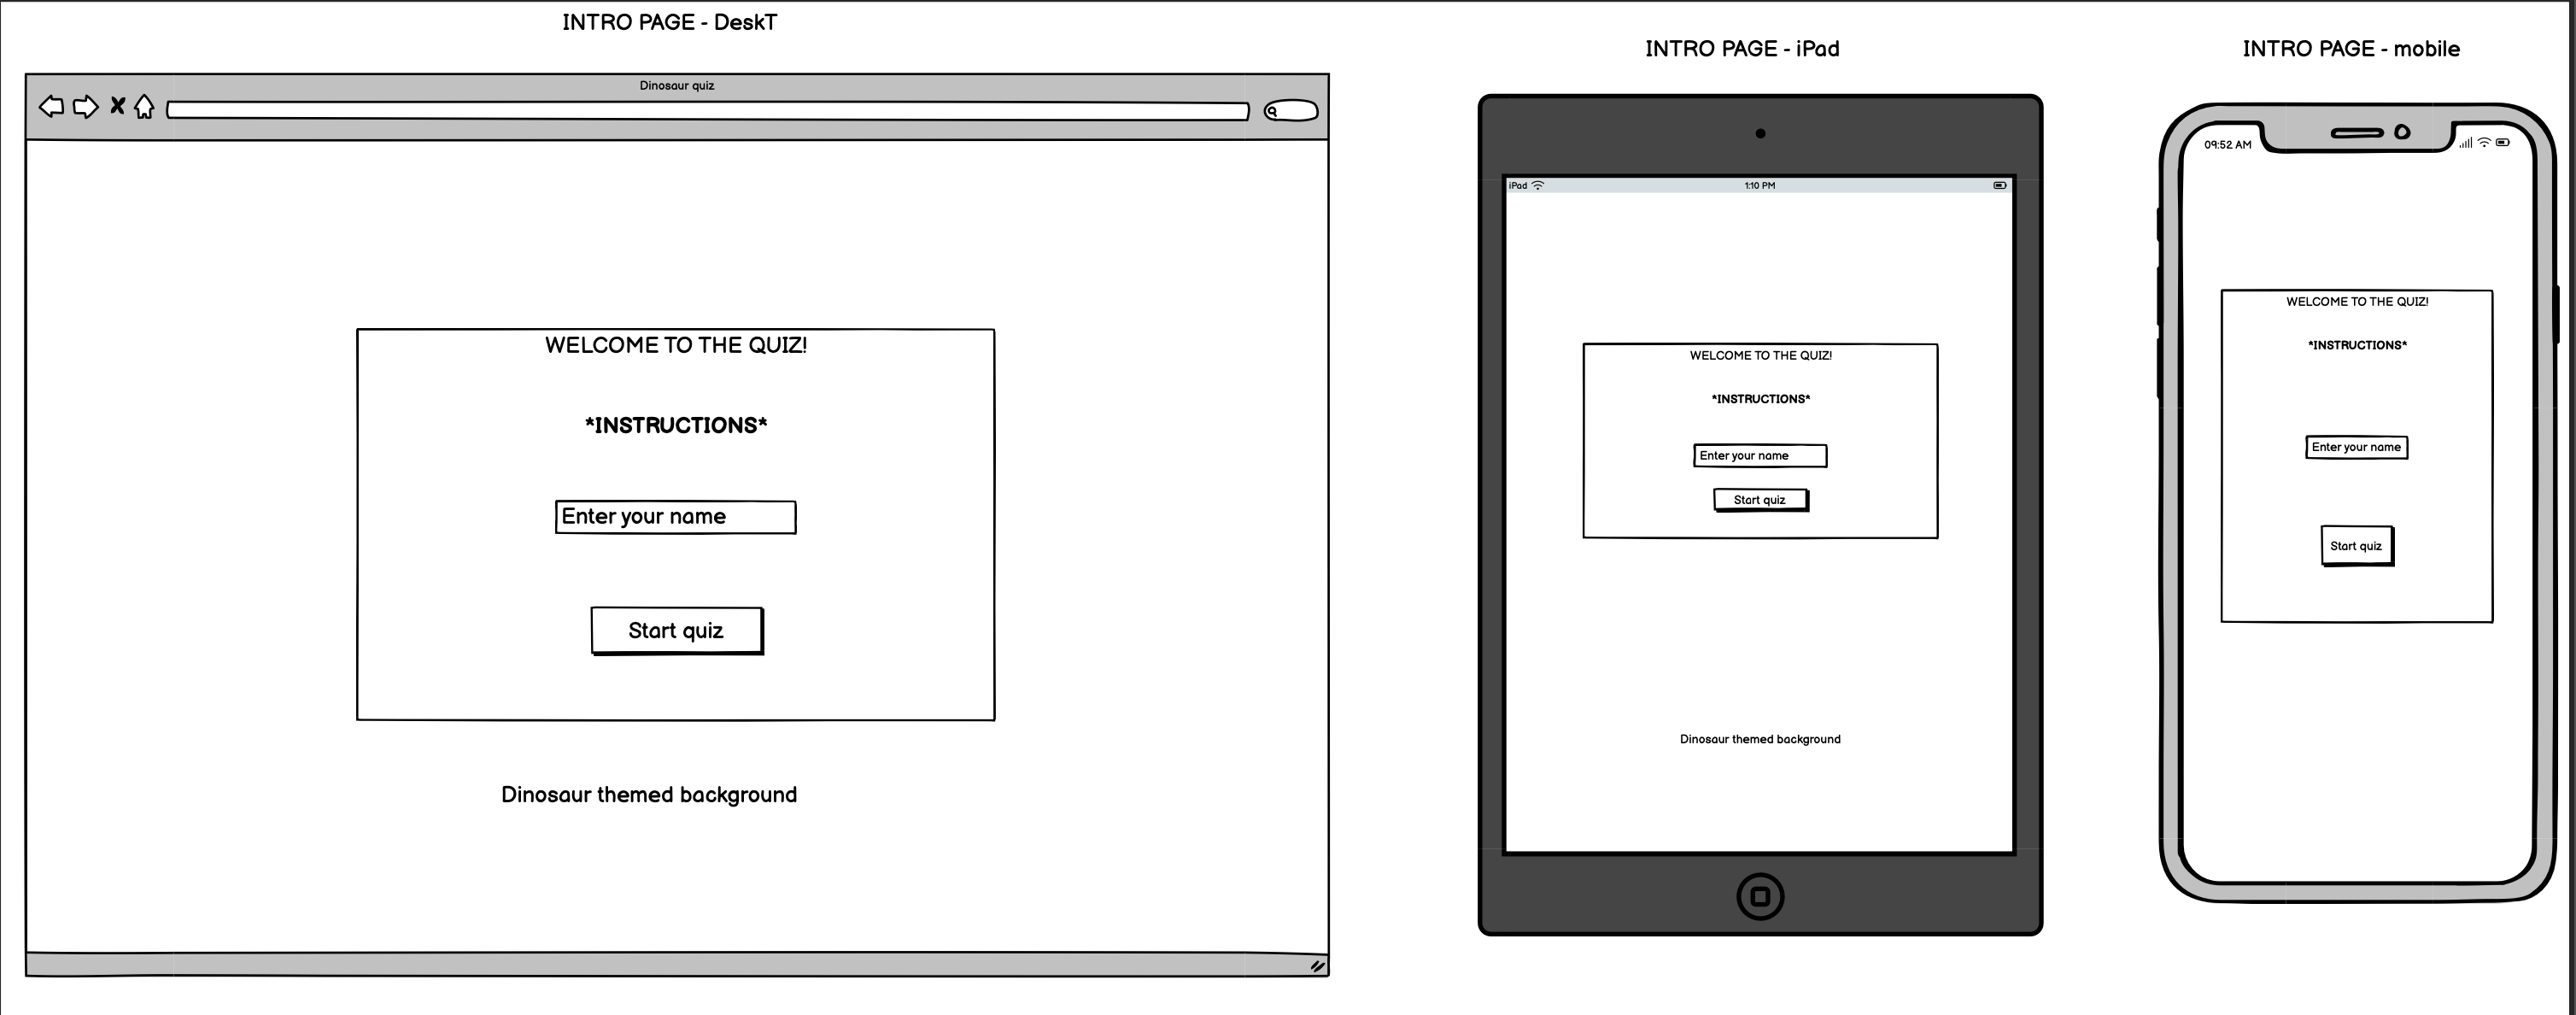 INTRO PAGE - DeskT
Dinosaur quiz
WELCOME TO THE QUIZ!
*INSTRUCTIONS*
Enter your name
Start quiz
Dinosaur themed background
INTRO PAGE - iPad
iPad
1:10 PM
WELCOME TO THE QUIZ!
*INSTRUCTIONS*
Enter your name
Start quiz
Dinosaur themed background
INTRO PAGE - mobile
09:52 AM
WELCOME TO THE QUIZ!
*INSTRUCTIONS*
Enter your name
Start quiz